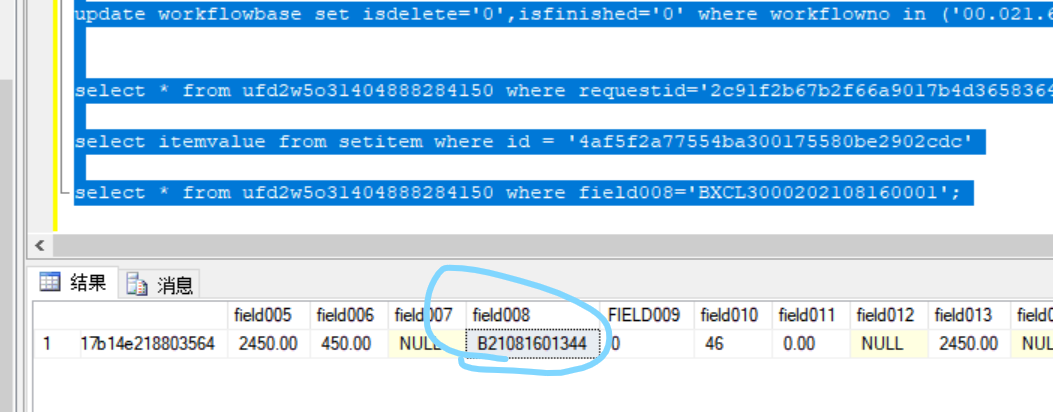 update workflowbase set isdelete='0',isfinished='0' where workflowno in ('00.021.6
select * from ufd2w5o31404888284150 where requestid='2c91f2b67b2f66a9017b4d3658364
select itemvalue from setitem where id = '4af5f2a77554ba300175580be2902cdc'
select * from ufd2w5o31404888284150 where field008='BXCL3000202108160001';
结果 消息
field005 field006 field007 field008 FIELD009 field010 field011 field012 field013 field0
1 17b14e218803564 2450.00 450.00 NULL B21081601344 0 46 0.00 NULL 2450.00 NUL